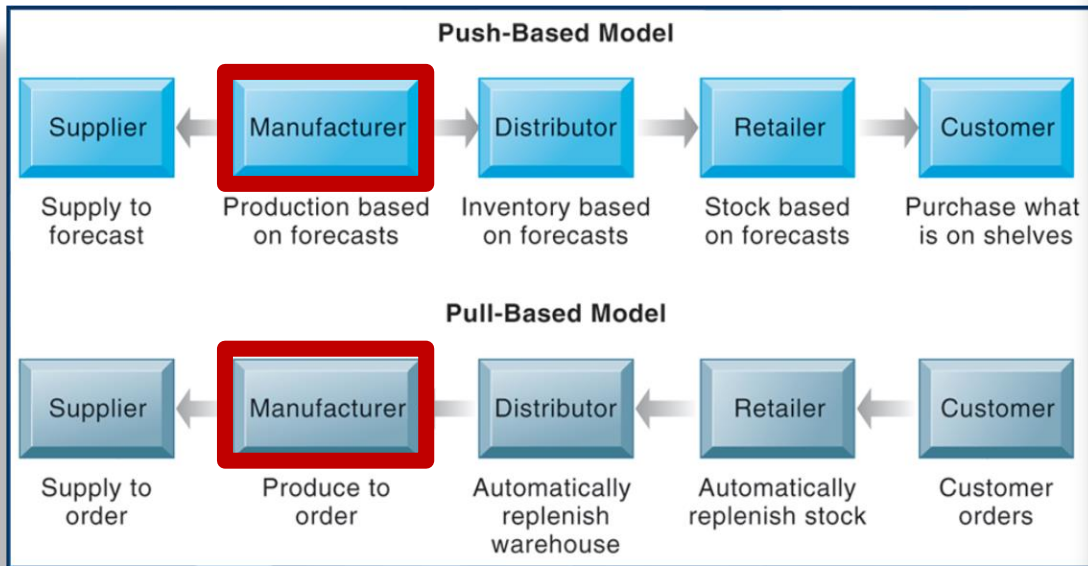 Push-Based Model
Supplier
Manufacturer
Distributor
Retailer
Customer
Supply to
forecast
Production based
on forecasts
Inventory based
on forecasts
Stock based
on forecasts
Purchase what
is on shelves
Pull-Based Model
Supplier
Manufacturer
Distributor
Retailer
Customer
Supply to
order
Produce to
order
Automatically
replenish
warehouse
Automatically
replenish stock
Customer
orders